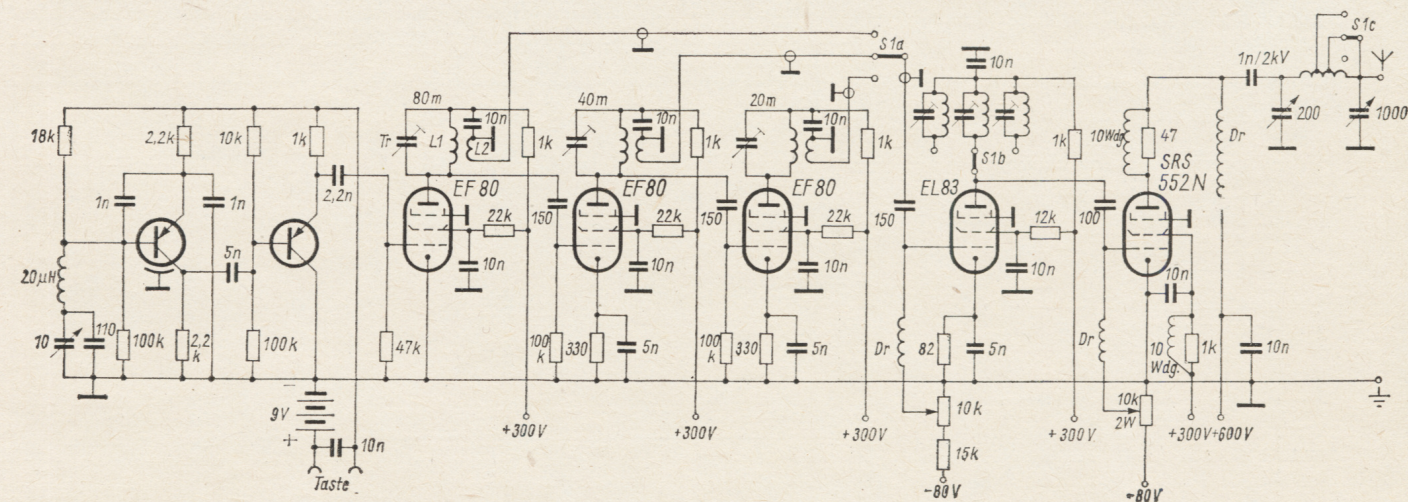 S1c
1n/2kV
200
1000
S1a
10n
80m
10n
Tr
L1
L2
1k
40m
10n
1k
20m
10n
1k
S1b
1k
10Wdg.
47
Dr
18k
2,2k
10k
1k
2,2n
1n
1n
5n
EF80
EF80
EF80
EL83
SRS
552N
22k
150
22k
150
22k
150
12k
100
10n
10n
10n
10n
10n
20µH
10
110
100k
2,2
k
100k
47k
100
k
330
5n
100
k
330
5n
Dr
82
5n
Dr
10
Wdg.
1k
10n
−
9V
+
10n
Taste
+300V
+300V
+300V
10k
15k
−80V
+300V
10k
2W
−80V
+300V
+600V